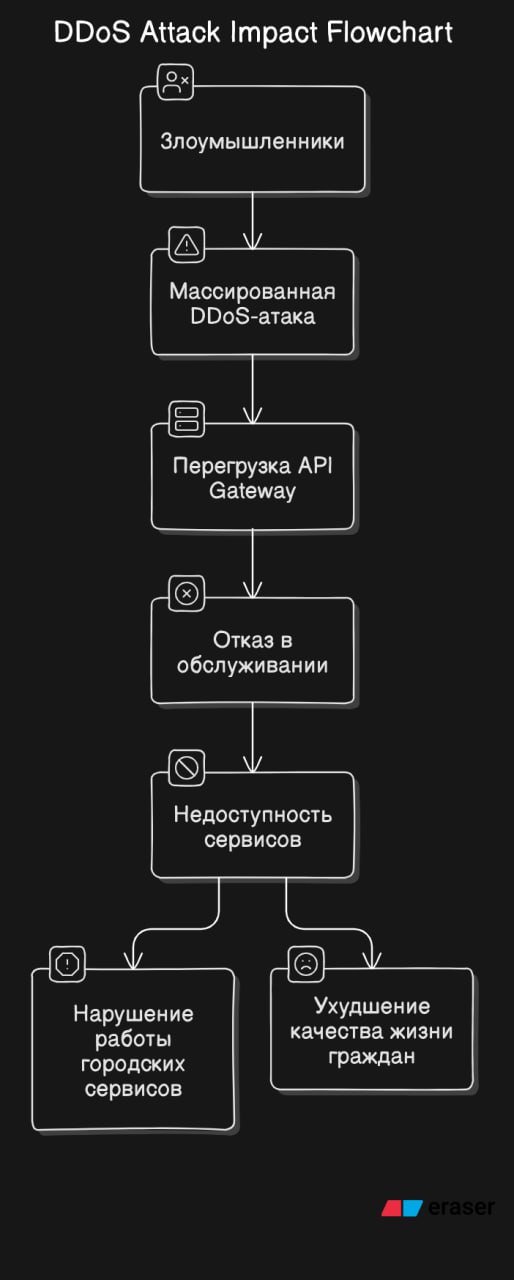 DDoS Attack Impact Flowchart
Злоумышленники
Массированная
DDoS-атака
Перегрузка API
Gateway
Отказ в
обслуживании
Недоступность
сервисов
Нарушение
работы
городских
сервисов
Ухудшение
качества жизни
граждан
eraser